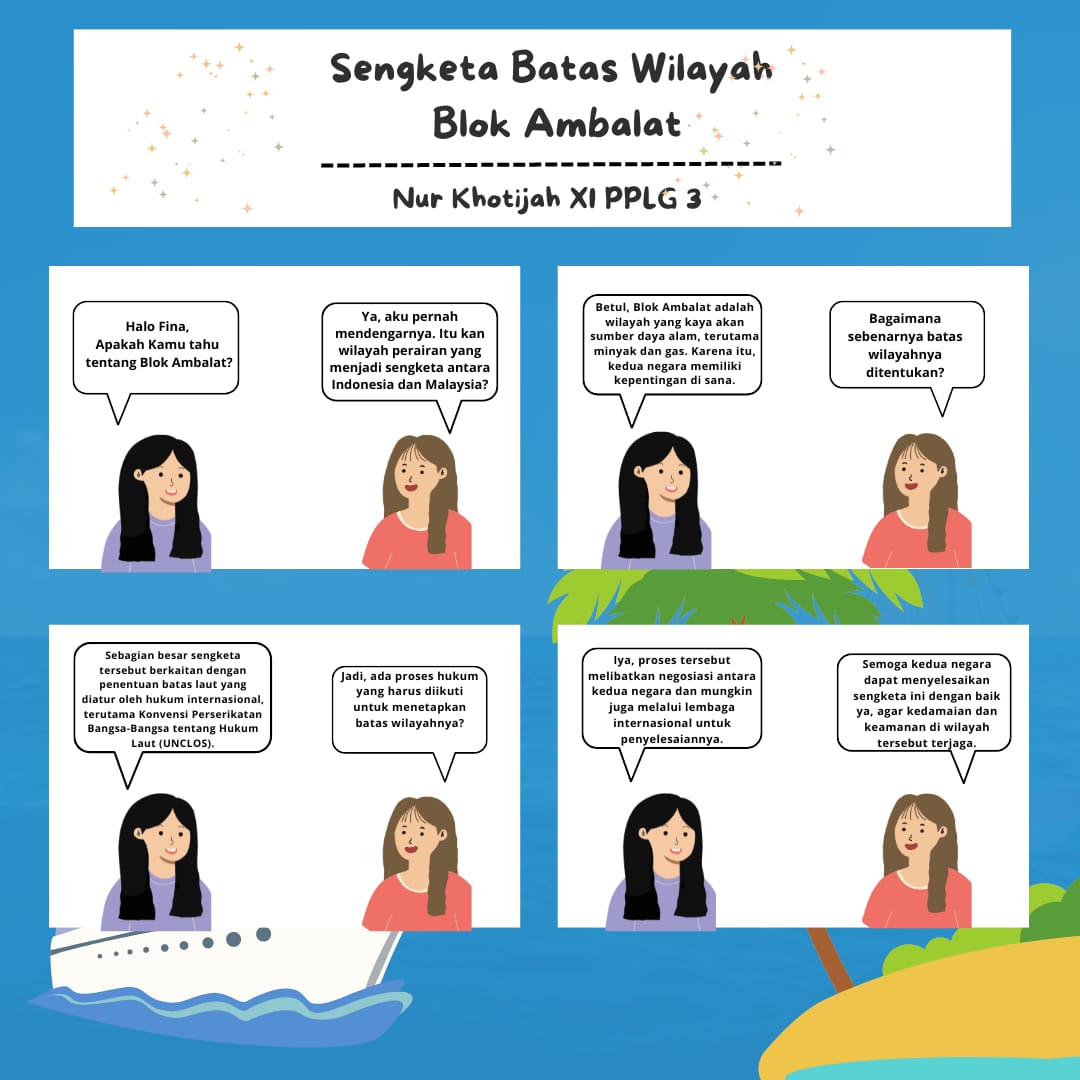 Sengketa Batas Wilayah
Blok Ambalat
Nur Khotijah XI PPLG 3
Halo Fina,
Apakah Kamu tahu
tentang Blok Ambalat?
Ya, aku pernah
mendengarnya. Itu kan
wilayah perairan yang
menjadi sengketa antara
Indonesia dan Malaysia?
Betul, Blok Ambalat adalah
wilayah yang kaya akan
sumber daya alam, terutama
minyak dan gas. Karena itu,
kedua negara memiliki
kepentingan di sana.
Bagaimana
sebenarnya batas
wilayahnya
ditentukan?
Sebagian besar sengketa
tersebut berkaitan dengan
penentuan batas laut yang
diatur oleh hukum internasional,
terutama Konvensi Perserikatan
Bangsa-Bangsa tentang Hukum
Laut (UNCLOS).
Jadi, ada proses hukum
yang harus diikuti
untuk menetapkan
batas wilayahnya?
Iya, proses tersebut
melibatkan negosiasi antara
kedua negara dan mungkin
juga melalui lembaga
internasional untuk
penyelesaiannya.
Semoga kedua negara
dapat menyelesaikan
sengketa ini dengan baik
ya, agar kedamaian dan
keamanan di wilayah
tersebut terjaga.